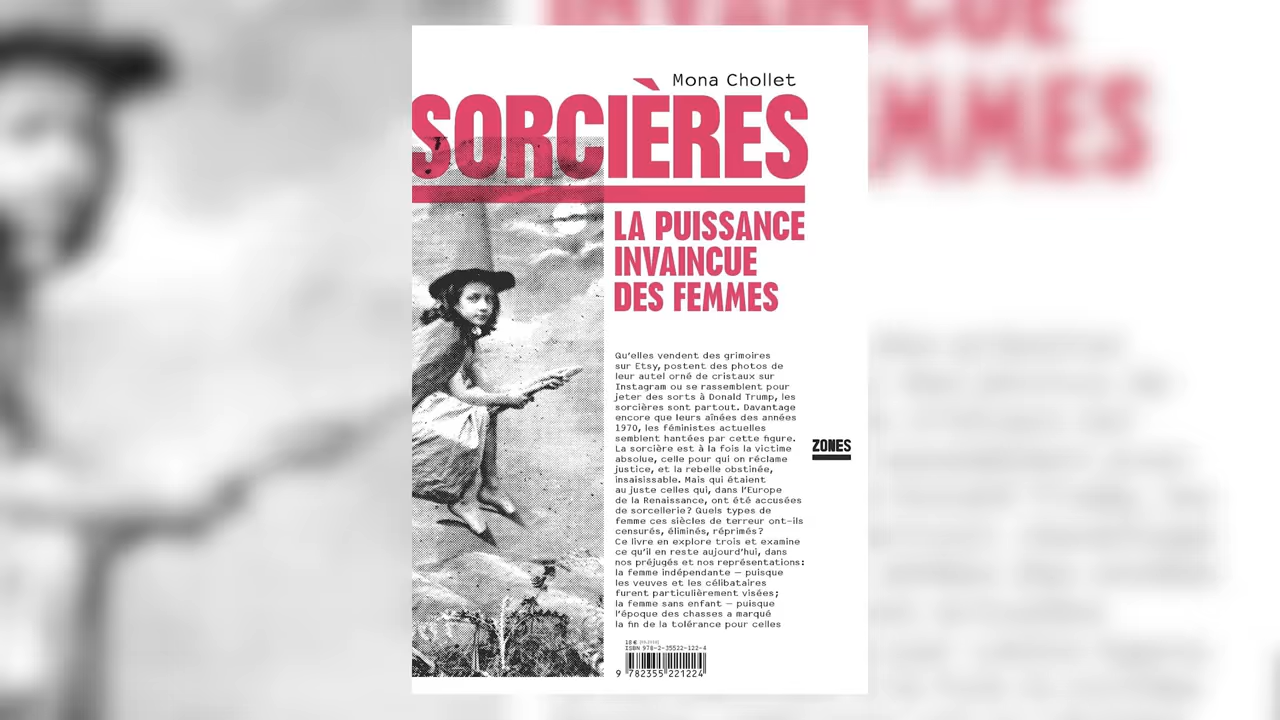 Mona Chollet
SORCIÈRES
LA PUISSANCE
INVAINCUE
DES FEMMES
Qu'elles vendent des grimoires
sur Etsy, postent des photos de
leur autel orné de cristaux sur
Instagram ou se rassemblent pour
jeter des sorts à Donald Trump, les
sorcières sont partout. Davantage
encore que leurs aînées des années
1970, les féministes actuelles
semblent hantées par cette figure.
La sorcière est à la fois la victime
absolue, celle pour qui on réclame
justice, et la rebelle obstinée,
insaisissable. Mais qui étaient
au juste celles qui, dans l'Europe
de la Renaissance, ont été accusées
de sorcellerie? Quels types de
femme ces siècles de terreur ont-ils
censurés, éliminés, réprimés?
Ce livre en explore trois et examine
ce qu'il en reste aujourd'hui, dans
nos préjugés et nos représentations:
la femme indépendante – puisque
les veuves et les célibataires
furent particulièrement visées;
la femme sans enfant – puisque
l'époque des chasses a marqué
la fin de la tolérance pour celles
ZONES
18 €
ISBN 978-2-35522-122-4
9 782355 221224
INVAINCUE
EMMES